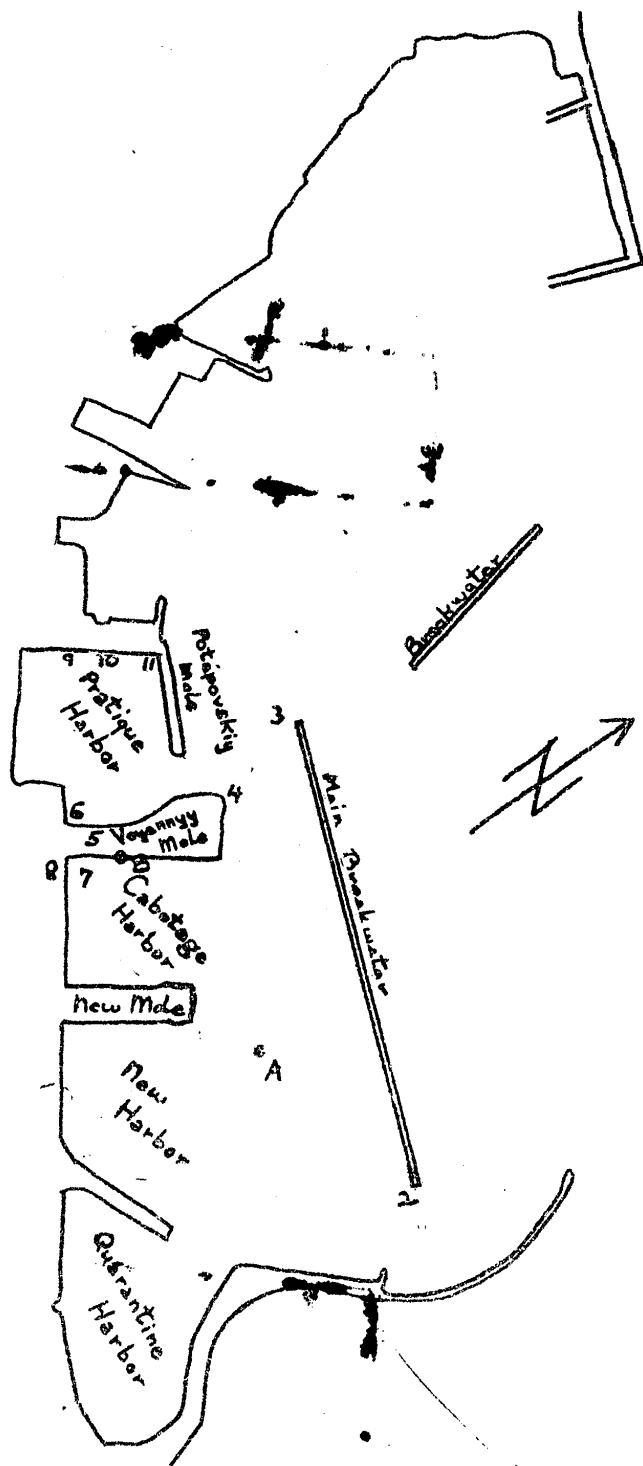 Breakwater
Potapovskiy
Mole
9 10 11
Pratique
Harbor
3
4
6
5 Voyannyy
Mole
8 7
Cabotage
Harbor
Main Breakwater
New Mole
A
New
Harbor
2
Quarantine
Harbor